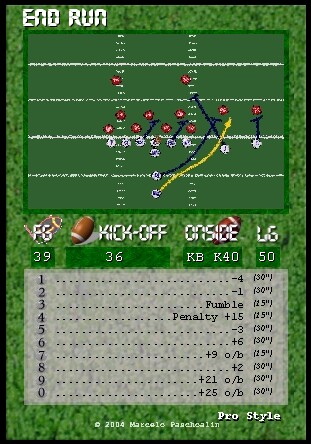 END RUN
FG KICK-OFF ONSIDE LG
39 36 KB K40 50
1 ........................ -4 (30")
2 ........................ -1 (30")
3 ........................ Fumble (15")
4 ........................ Penalty +15 (15")
5 ........................ -3 (30")
6 ........................ +6 (30")
7 ........................ +9 o/b (15")
8 ........................ +2 (30")
9 ........................ +21 o/b (30")
0 ........................ +25 o/b (30")
Pro Style
© 2004 Marcelo Paschoalin